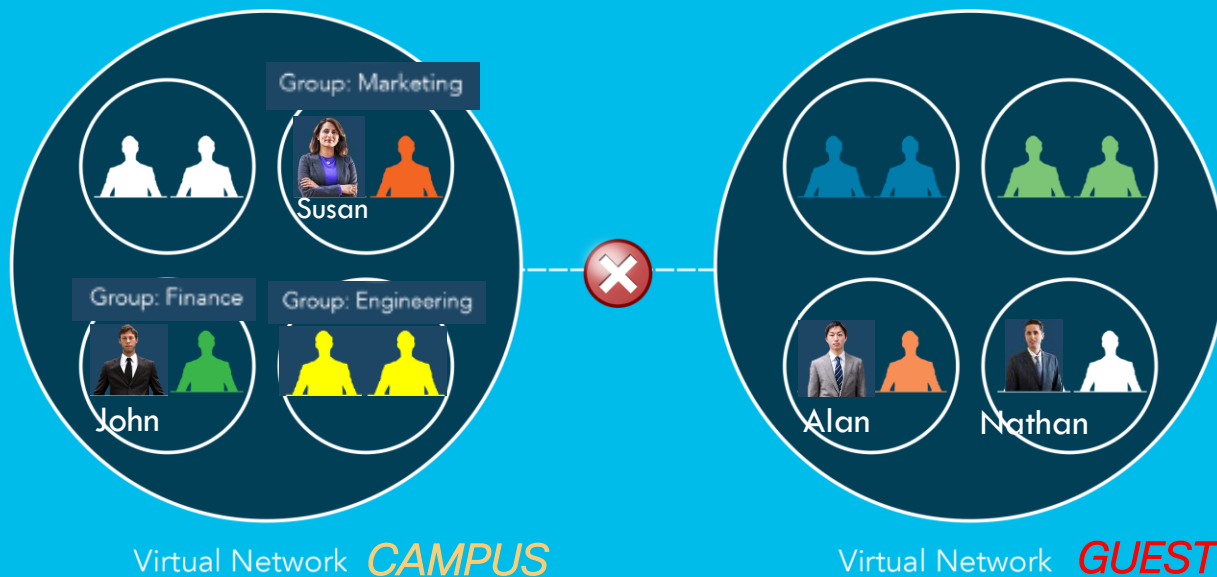 Group: Marketing
Susan
Group: Finance
Group: Engineering
John
Alan
Nathan
Virtual Network CAMPUS
Virtual Network GUEST